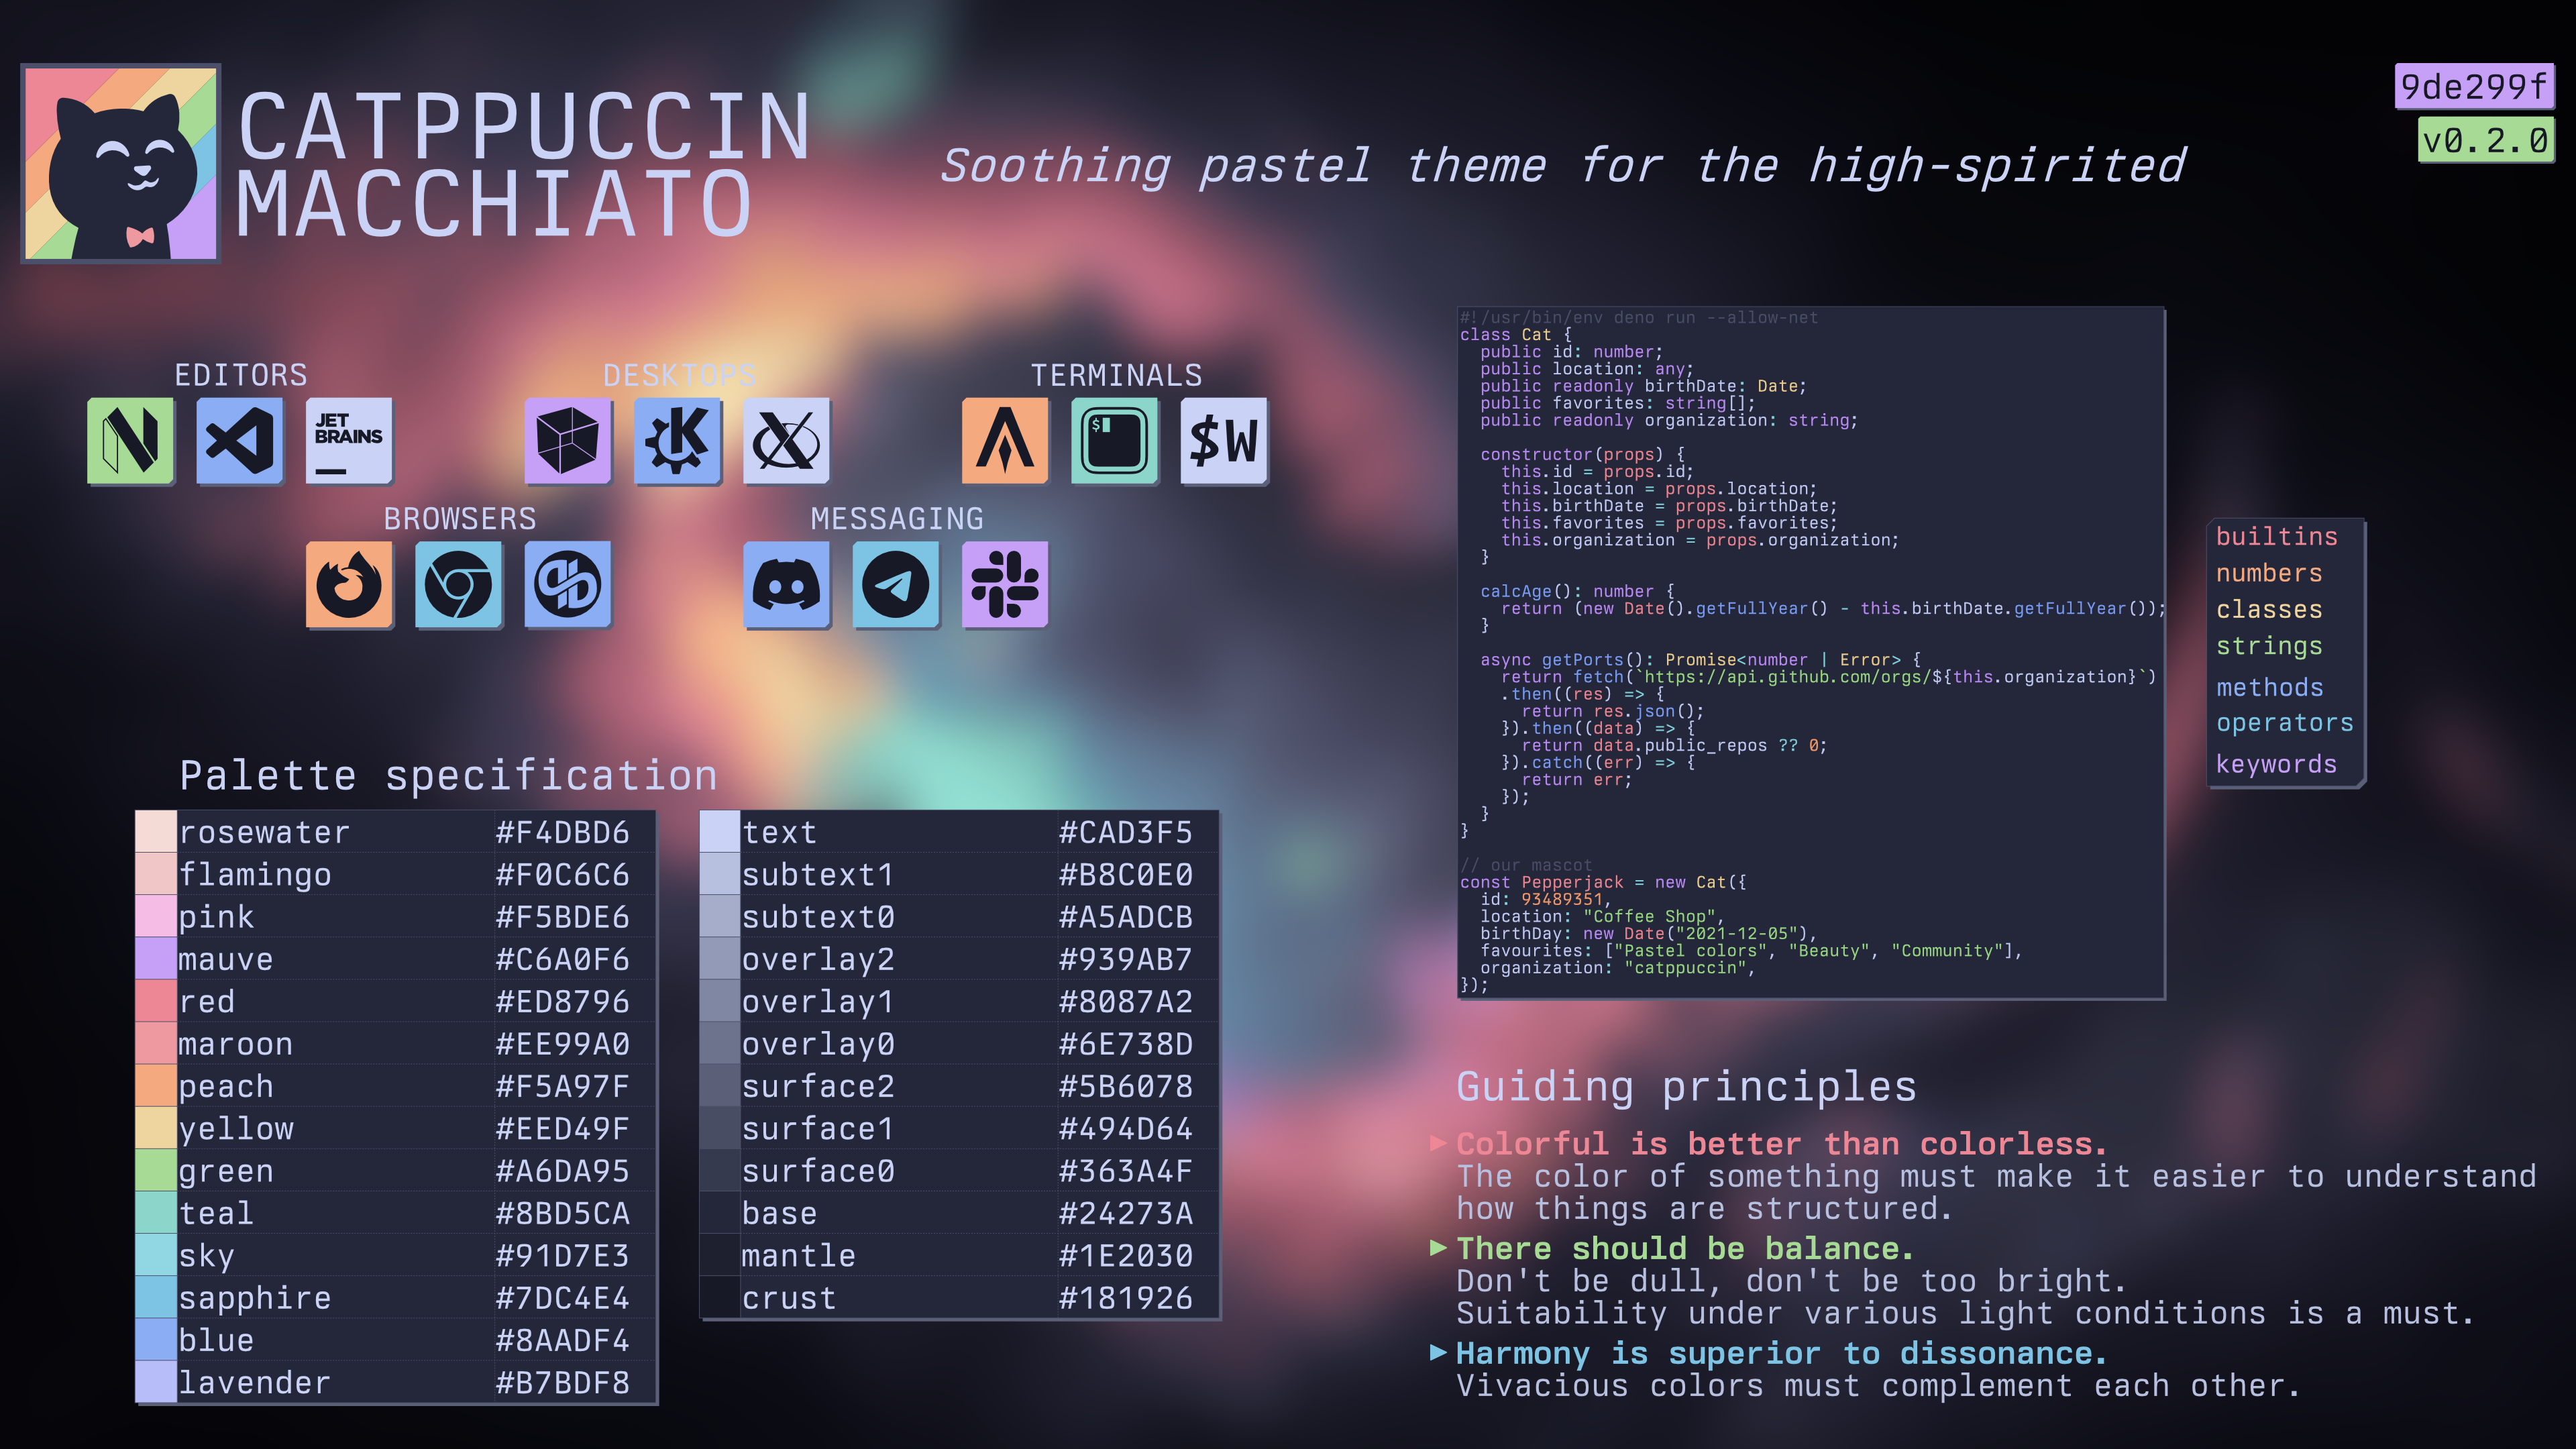 CATPPUCCIN
MACCHIATO
Soothing pastel theme for the high-spirited
9de299f
v0.2.0
EDITORS
JET
BRAINS
DESKTOPS
TERMINALS
$
$W
BROWSERS
MESSAGING
Palette specification
rosewater #F4DBD6
flamingo #F0C6C6
pink #F5BDE6
mauve #C6A0F6
red #ED8796
maroon #EE99A0
peach #F5A97F
yellow #EED49F
green #A6DA95
teal #8BD5CA
sky #91D7E3
sapphire #7DC4E4
blue #8AADF4
lavender #B7BDF8
text #CAD3F5
subtext1 #B8C0E0
subtext0 #A5ADCB
overlay2 #939AB7
overlay1 #8087A2
overlay0 #6E738D
surface2 #5B6078
surface1 #494D64
surface0 #363A4F
base #24273A
mantle #1E2030
crust #181926
#!/usr/bin/env deno run --allow-net
class Cat {
  public id: number;
  public location: any;
  public readonly birthDate: Date;
  public favorites: string[];
  public readonly organization: string;
  constructor(props) {
    this.id = props.id;
    this.location = props.location;
    this.birthDate = props.birthDate;
    this.favorites = props.favorites;
    this.organization = props.organization;
  }
  calcAge(): number {
    return (new Date().getFullYear() - this.birthDate.getFullYear());
  }
  async getPorts(): Promise<number | Error> {
    return fetch(`https://api.github.com/orgs/${this.organization}`)
    .then((res) => {
      return res.json();
    }).then((data) => {
      return data.public_repos ?? 0;
    }).catch((err) => {
      return err;
    });
  }
}
// our mascot
const Pepperjack = new Cat({
  id: 93489351,
  location: "Coffee Shop",
  birthDay: new Date("2021-12-05"),
  favourites: ["Pastel colors", "Beauty", "Community"],
  organization: "catppuccin",
});
builtins
numbers
classes
strings
methods
operators
keywords
Guiding principles
Colorful is better than colorless.
The color of something must make it easier to understand
how things are structured.
There should be balance.
Don't be dull, don't be too bright.
Suitability under various light conditions is a must.
Harmony is superior to dissonance.
Vivacious colors must complement each other.